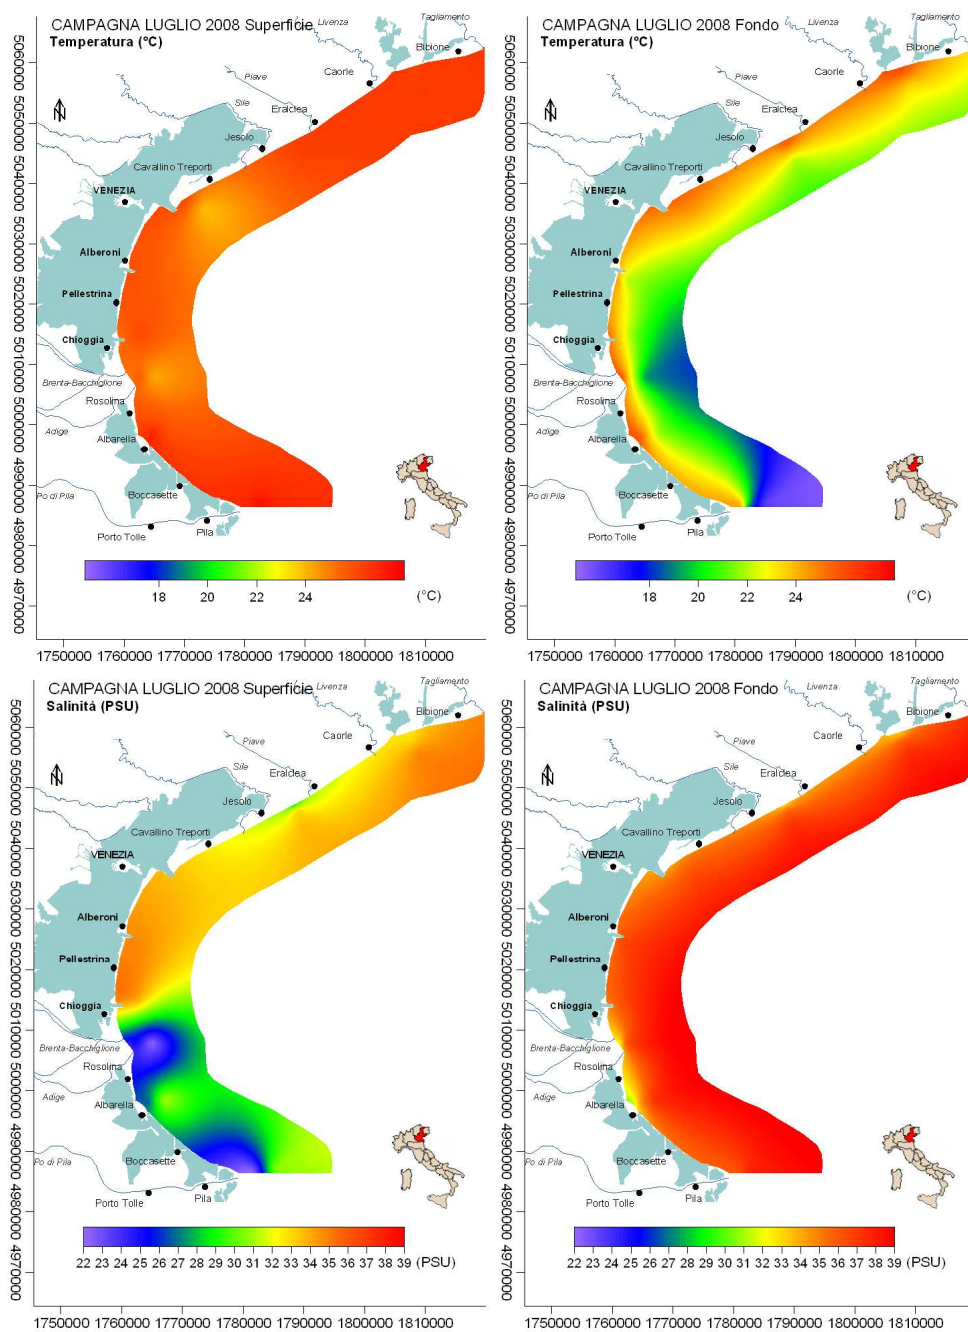 CAMPAGNA LUGLIO 2008 Superficie
Temperatura (°C)
Livenza
Tagliamento
Bibione
Caorle
Piave
Eraclea
Sile
Jesolo
Cavallino Treporti
VENEZIA
Alberoni
Pellestrina
Chioggia
Brenta-Bacchiglione
Rosolina
Adige
Albarella
Boccasette
Po di Pila
Porto Tolle
Pila
N
5060000
5050000
5040000
5030000
5020000
5010000
5000000
4990000
4980000
4970000
18 20 22 24 (°C)
1750000 1760000 1770000 1780000 1790000 1800000 1810000
CAMPAGNA LUGLIO 2008 Fondo
Temperatura (°C)
Livenza
Tagliamento
Bibione
Caorle
Piave
Eraclea
Sile
Jesolo
Cavallino Treporti
VENEZIA
Alberoni
Pellestrina
Chioggia
Brenta-Bacchiglione
Rosolina
Adige
Albarella
Boccasette
Po di Pila
Porto Tolle
Pila
N
5060000
5050000
5040000
5030000
5020000
5010000
5000000
4990000
4980000
4970000
18 20 22 24 (°C)
1750000 1760000 1770000 1780000 1790000 1800000 1810000
CAMPAGNA LUGLIO 2008 Superficie
Salinità (PSU)
Livenza
Tagliamento
Bibione
Caorle
Piave
Eraclea
Sile
Jesolo
Cavallino Treporti
VENEZIA
Alberoni
Pellestrina
Chioggia
Brenta-Bacchiglione
Rosolina
Adige
Albarella
Boccasette
Po di Pila
Porto Tolle
Pila
N
5060000
5050000
5040000
5030000
5020000
5010000
5000000
4990000
4980000
4970000
22 23 24 25 26 27 28 29 30 31 32 33 34 35 36 37 38 39 (PSU)
1750000 1760000 1770000 1780000 1790000 1800000 1810000
CAMPAGNA LUGLIO 2008 Fondo
Salinità (PSU)
Livenza
Tagliamento
Bibione
Caorle
Piave
Eraclea
Sile
Jesolo
Cavallino Treporti
VENEZIA
Alberoni
Pellestrina
Chioggia
Brenta-Bacchiglione
Rosolina
Adige
Albarella
Boccasette
Po di Pila
Porto Tolle
Pila
N
5060000
5050000
5040000
5030000
5020000
5010000
5000000
4990000
4980000
4970000
22 23 24 25 26 27 28 29 30 31 32 33 34 35 36 37 38 39 (PSU)
1750000 1760000 1770000 1780000 1790000 1800000 1810000